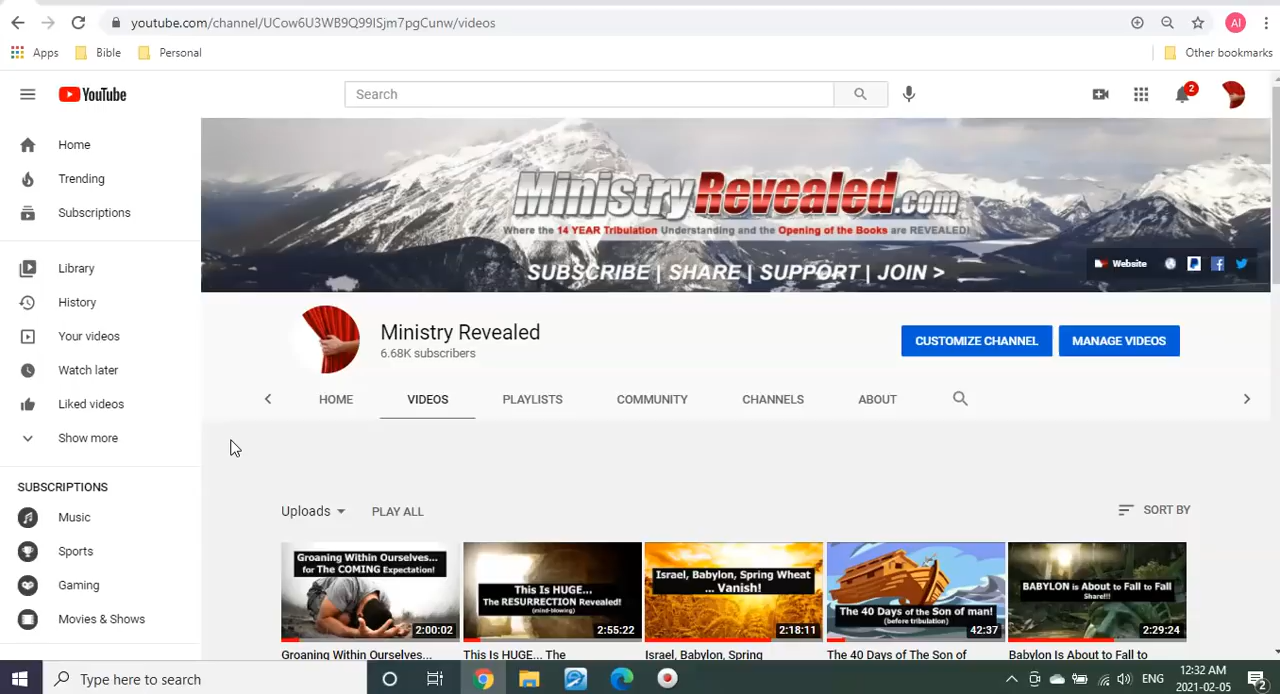 youtube.com/channel/UCow6U3WB9Q99ISjm7pgCunw/videos
AI
Apps
Bible
Personal
Other bookmarks
YouTube
Search
2
Home
Trending
Subscriptions
Library
History
Your videos
Watch later
Liked videos
Show more
SUBSCRIPTIONS
Music
Sports
Gaming
Movies & Shows
MinistryRevealed.com
Where the 14 YEAR Tribulation Understanding and the Opening of the Books are REVEALED!
SUBSCRIBE | SHARE | SUPPORT | JOIN >
Website
Ministry Revealed
6.68K subscribers
CUSTOMIZE CHANNEL
MANAGE VIDEOS
HOME
VIDEOS
PLAYLISTS
COMMUNITY
CHANNELS
ABOUT
Uploads
PLAY ALL
SORT BY
Groaning Within Ourselves...
for The COMING Expectation!
2:00:02
Groaning Within Ourselves...
This Is HUGE...
The RESURRECTION Revealed!
(mind-blowing)
2:55:22
This Is HUGE... The
Israel, Babylon, Spring Wheat
... Vanish!
2:18:11
Israel, Babylon, Spring
The 40 Days of the Son of man!
(before tribulation)
42:37
The 40 Days of The Son of
BABYLON is About to Fall to Fall
Share!!!
2:29:24
Babylon Is About to Fall to
Type here to search
ENG
12:32 AM
2021-02-05
2